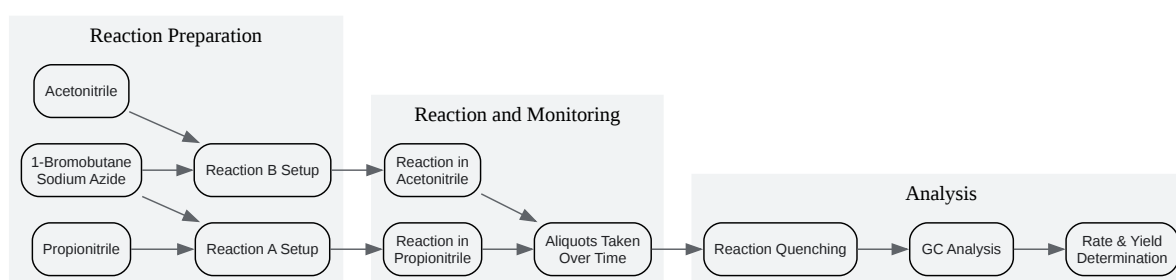 Reaction Preparation
Acetonitrile
1-Bromobutane
Sodium Azide
Reaction B Setup
Propionitrile
Reaction A Setup
Reaction and Monitoring
Reaction in
Acetonitrile
Reaction in
Propionitrile
Aliquots Taken
Over Time
Analysis
Reaction Quenching
GC Analysis
Rate & Yield
Determination